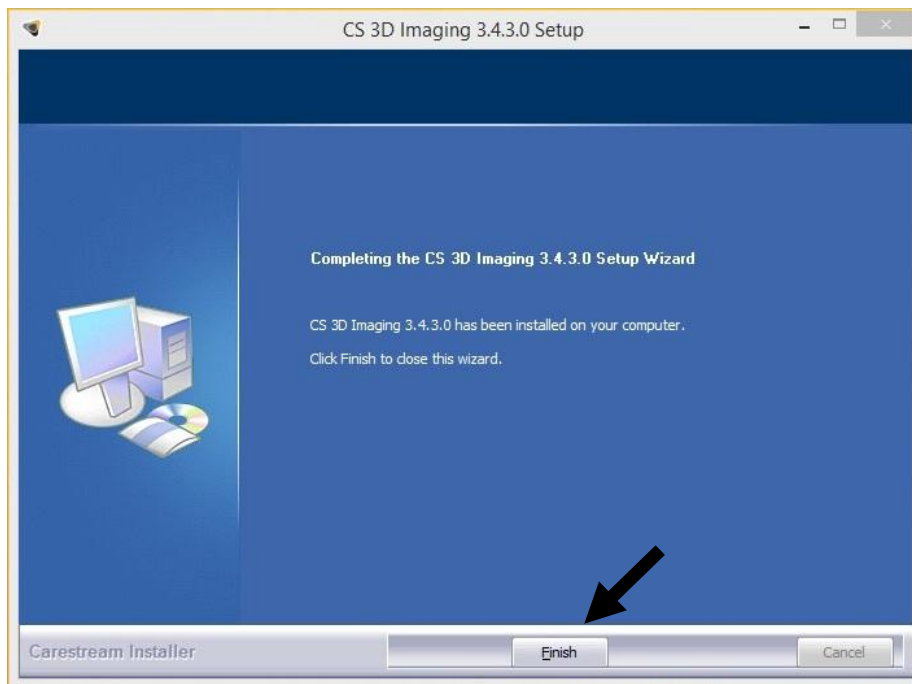 CS 3D Imaging 3.4.3.0 Setup
Completing the CS 3D Imaging 3.4.3.0 Setup Wizard
CS 3D Imaging 3.4.3.0 has been installed on your computer.
Click Finish to close this wizard.
Carestream Installer
Finish
Cancel